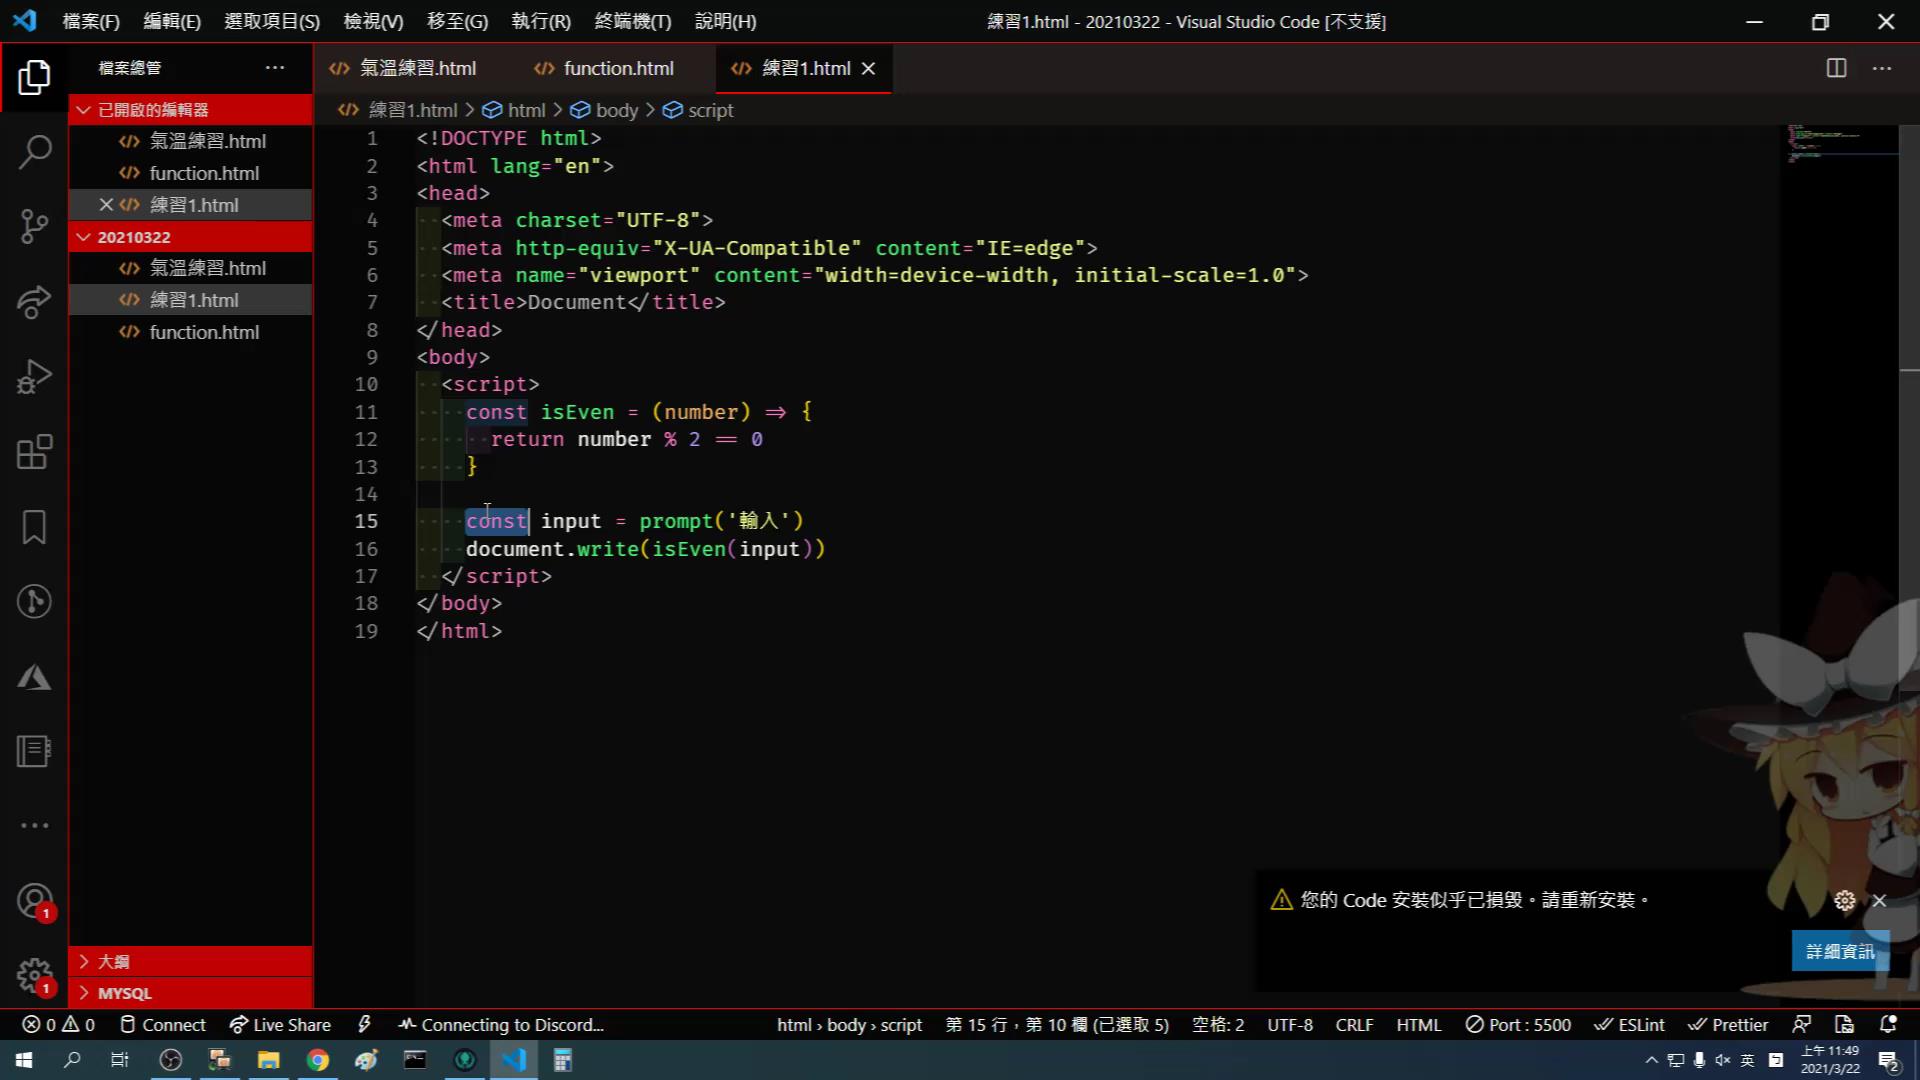 檔案(F) 編輯(E) 選取項目(S) 檢視(V) 移至(G) 執行(R) 終端機(T) 說明(H) 練習1.html - 20210322 - Visual Studio Code [不支援]
檔案總管
已開啟的編輯器
氣溫練習.html
function.html
練習1.html
20210322
氣溫練習.html
練習1.html
function.html
大綱
MYSQL
氣溫練習.html function.html 練習1.html
練習1.html > html > body > script
1 <!DOCTYPE html>
2 <html lang="en">
3 <head>
4 <meta charset="UTF-8">
5 <meta http-equiv="X-UA-Compatible" content="IE=edge">
6 <meta name="viewport" content="width=device-width, initial-scale=1.0">
7 <title>Document</title>
8 </head>
9 <body>
10 <script>
11 const isEven = (number) => {
12 return number % 2 == 0
13 }
14
15 const input = prompt('輸入')
16 document.write(isEven(input))
17 </script>
18 </body>
19 </html>
您的 Code 安裝似乎已損毀。請重新安裝。
詳細資訊
1
1
0 0 Connect Live Share Connecting to Discord... html › body › script 第 15 行，第 10 欄 (已選取 5) 空格: 2 UTF-8 CRLF HTML Port : 5500 ESLint Prettier
英 上午 11:49
2021/3/22
2